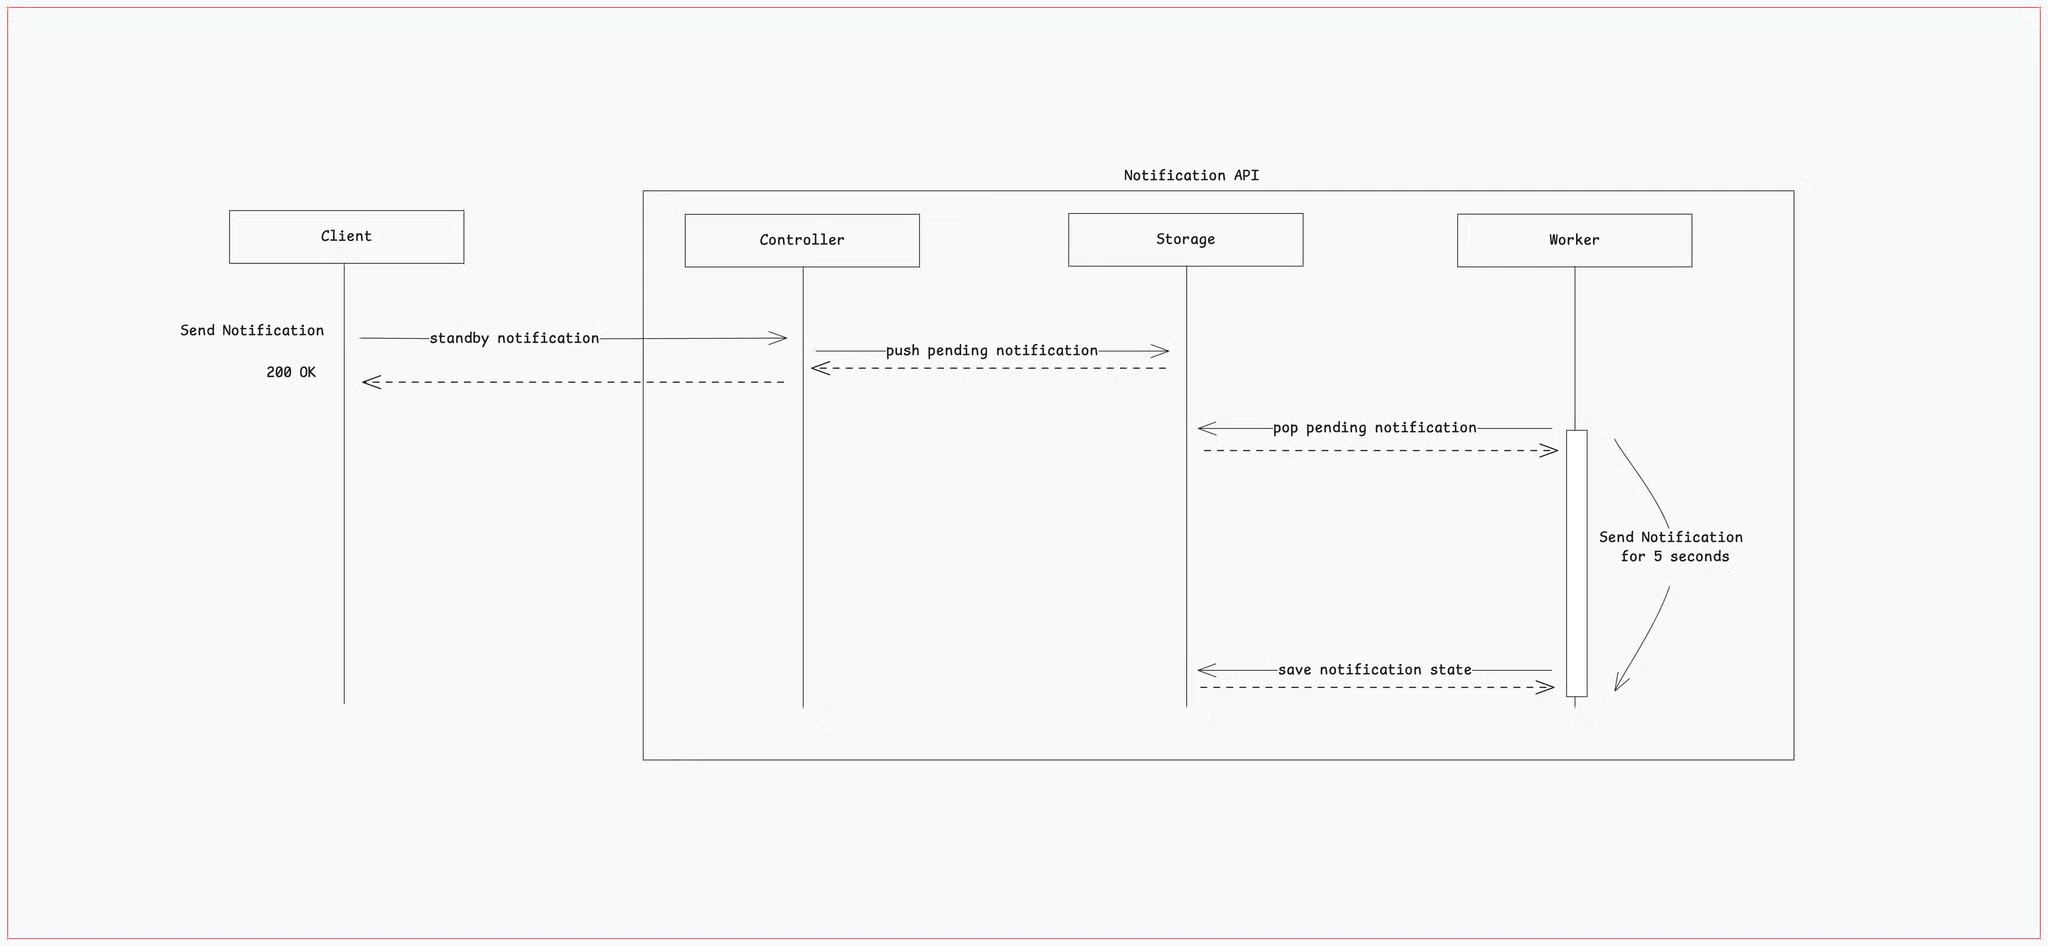 Notification API
Client
Controller
Storage
Worker
Send Notification
standby notification
push pending notification
200 OK
pop pending notification
Send Notification
for 5 seconds
save notification state